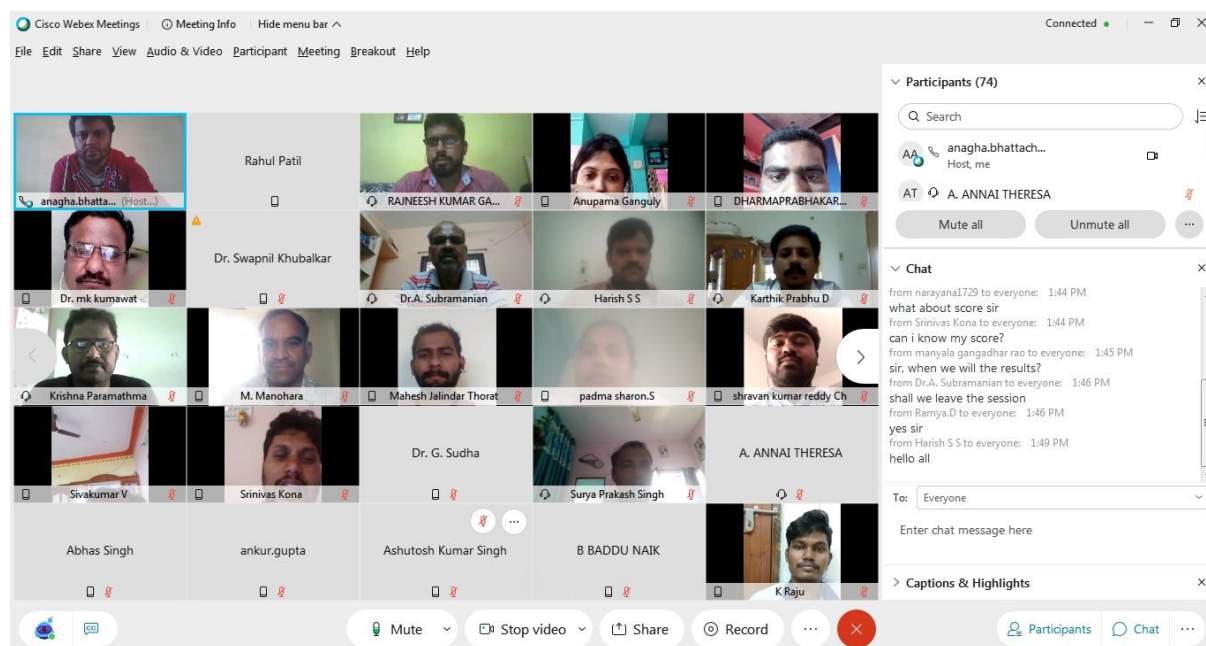 Cisco Webex Meetings Meeting Info Hide menu bar Connected
File Edit Share View Audio & Video Participant Meeting Breakout Help
anagha.bhatta... (Host...)
Rahul Patil
RAJNEESH KUMAR GA...
Anupama Ganguly
DHARMAPRABHAKAR...
Dr. mk kumawat
Dr. Swapnil Khubalkar
Dr.A. Subramanian
Harish S S
Karthik Prabhu D
Krishna Paramathma
M. Manohara
Mahesh Jalindar Thorat
padma sharon.S
shravan kumar reddy Ch
Sivakumar V
Srinivas Kona
Dr. G. Sudha
Surya Prakash Singh
A. ANNAI THERESA
Abhas Singh
ankur.gupta
Ashutosh Kumar Singh
B BADDU NAIK
K Raju
Participants (74)
Search
AA anagha.bhattach...
Host, me
AT A. ANNAI THERESA
Mute all Unmute all
Chat
from narayana1729 to everyone: 1:44 PM
what about score sir
from Srinivas Kona to everyone: 1:44 PM
can i know my score?
from manyala gangadhar rao to everyone: 1:45 PM
sir, when we will the results?
from Dr.A. Subramanian to everyone: 1:46 PM
shall we leave the session
from Ramya.D to everyone: 1:46 PM
yes sir
from Harish S S to everyone: 1:49 PM
hello all
To: Everyone
Enter chat message here
Captions & Highlights
CC Mute Stop video Share Record Participants Chat